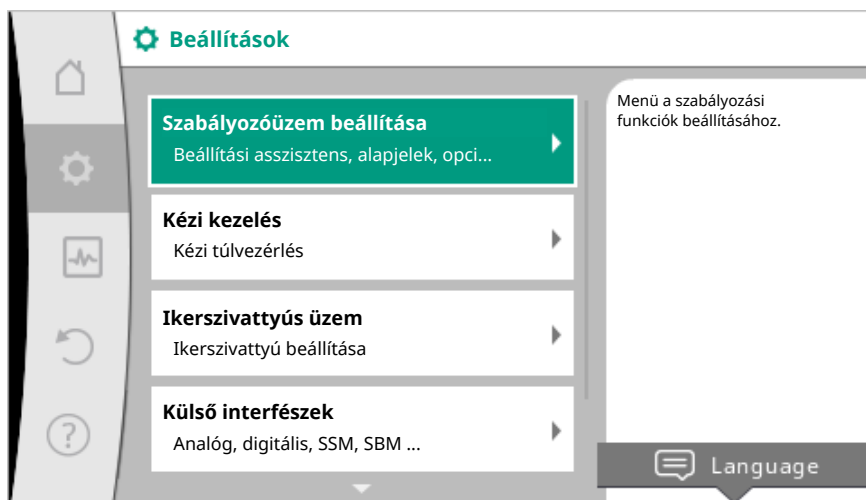 Beállítások
Szabályozóüzem beállítása
Beállítási asszisztens, alapjelek, opci...
Kézi kezelés
Kézi túlvezérlés
Ikerszivattyús üzem
Ikerszivattyú beállítása
Külső interfészek
Analóg, digitális, SSM, SBM ...
Menü a szabályozási
funkciók beállításához.
Language